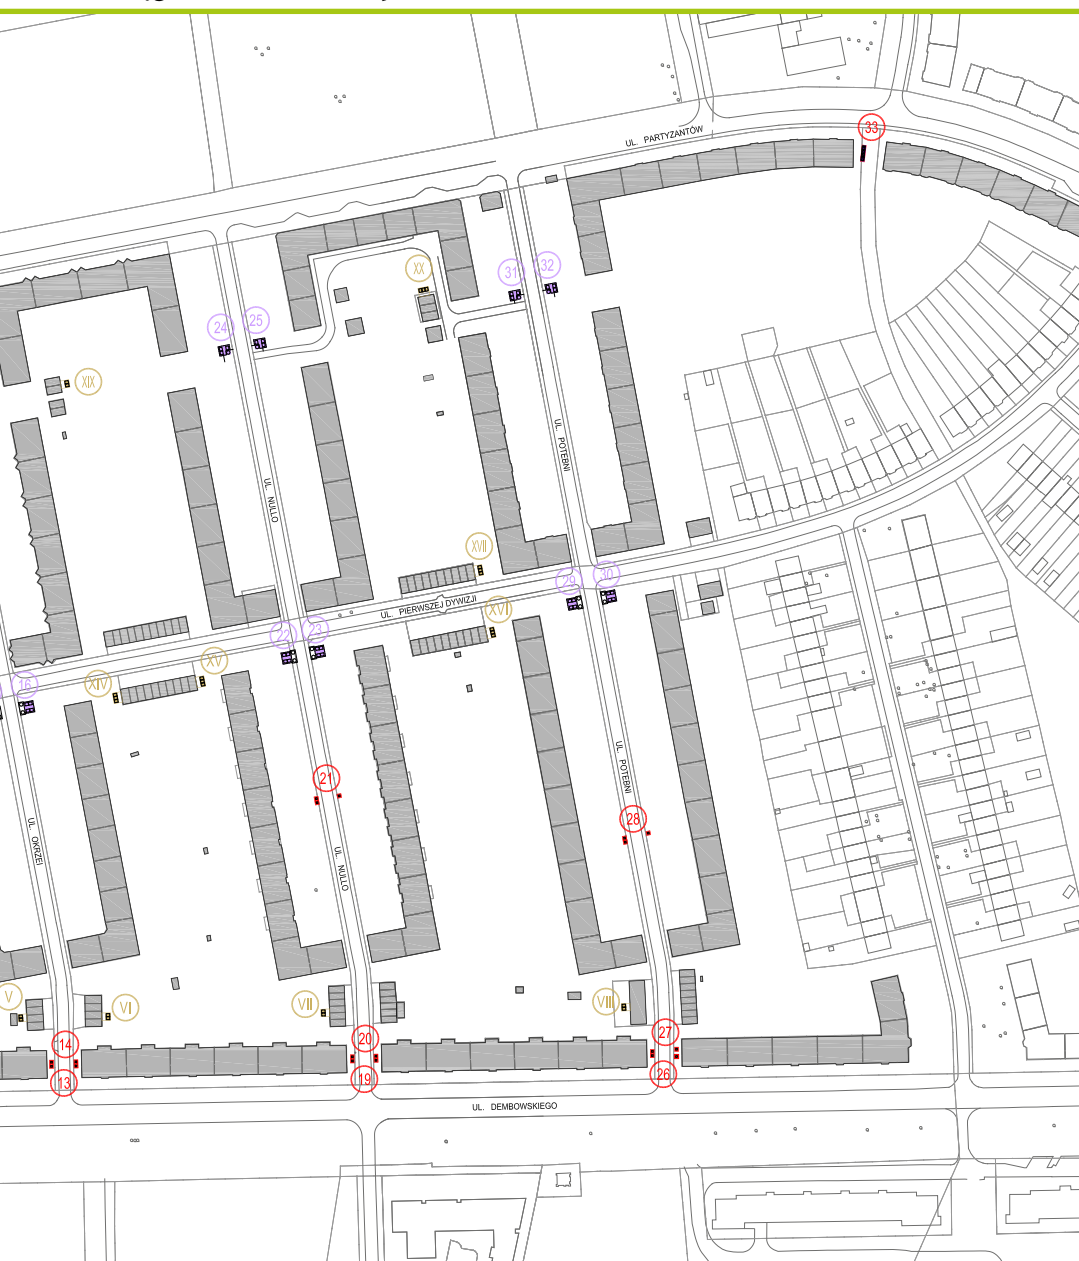 UL. PARTYZANTÓW
33
XX
31
32
24
25
XIX
UL. POTEBNI
UL. NULLO
XVII
29
30
UL. PIERWSZEJ DYWIZJI
XVI
22
23
XV
XIV
16
UL. POTEBNI
21
28
UL. OKRZEI
UL. NULLO
V
VI
VII
VIII
14
20
27
13
19
26
UL. DEMBOWSKIEGO